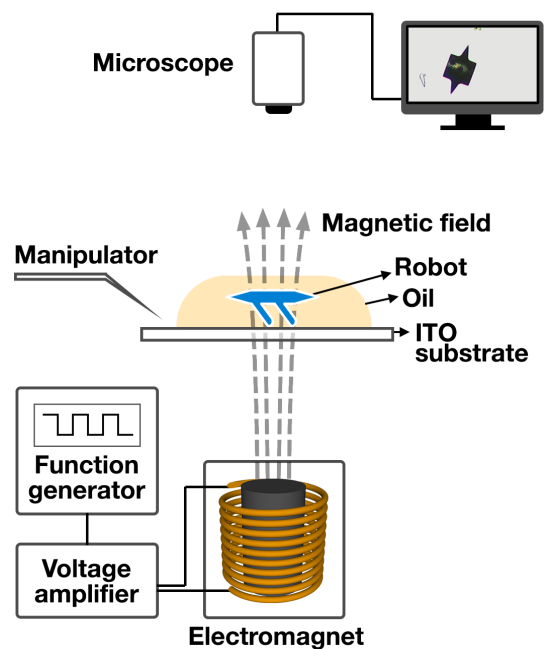 Microscope
Magnetic field
Manipulator
Robot
Oil
ITO
substrate
Function
generator
Voltage
amplifier
Electromagnet